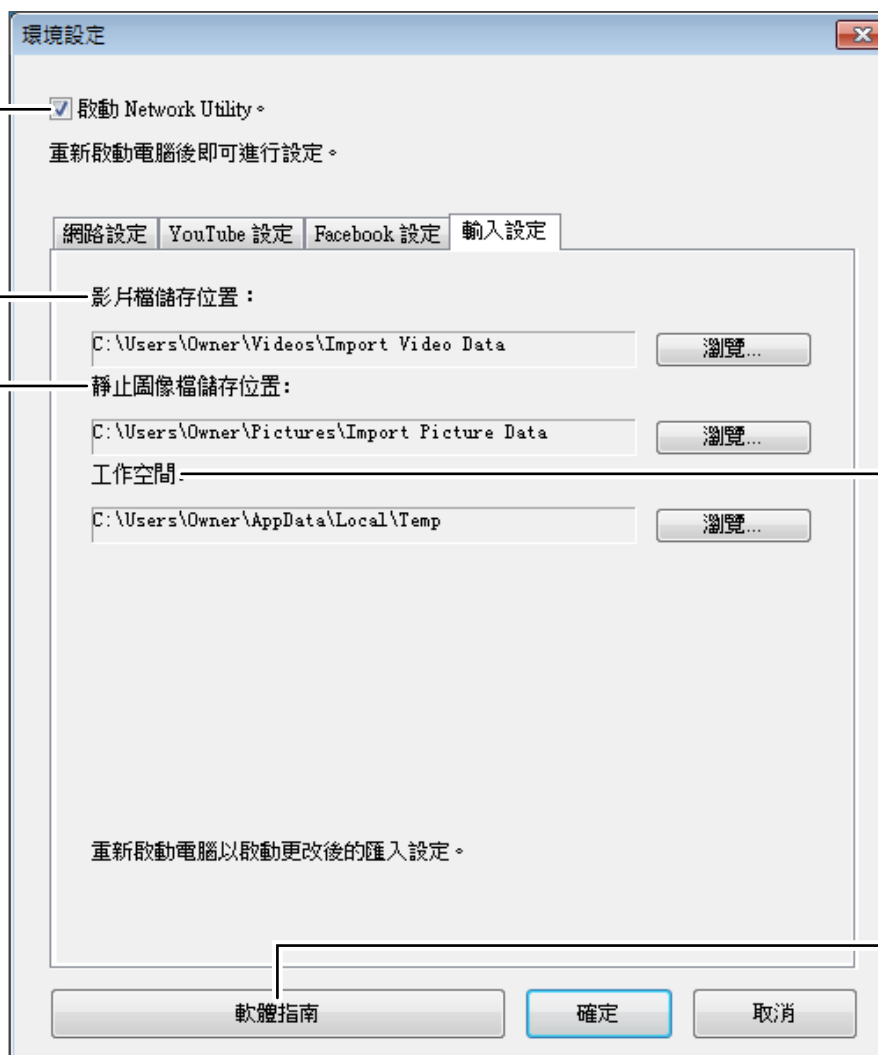 環境設定
啟動 Network Utility。
重新啟動電腦後即可進行設定。
網路設定 YouTube 設定 Facebook 設定 輸入設定
影片檔儲存位置：
C:\Users\Owner\Videos\Import Video Data 瀏覽...
靜止圖像檔儲存位置:
C:\Users\Owner\Pictures\Import Picture Data 瀏覽...
工作空間:
C:\Users\Owner\AppData\Local\Temp 瀏覽...
重新啟動電腦以啟動更改後的匯入設定。
軟體指南 確定 取消